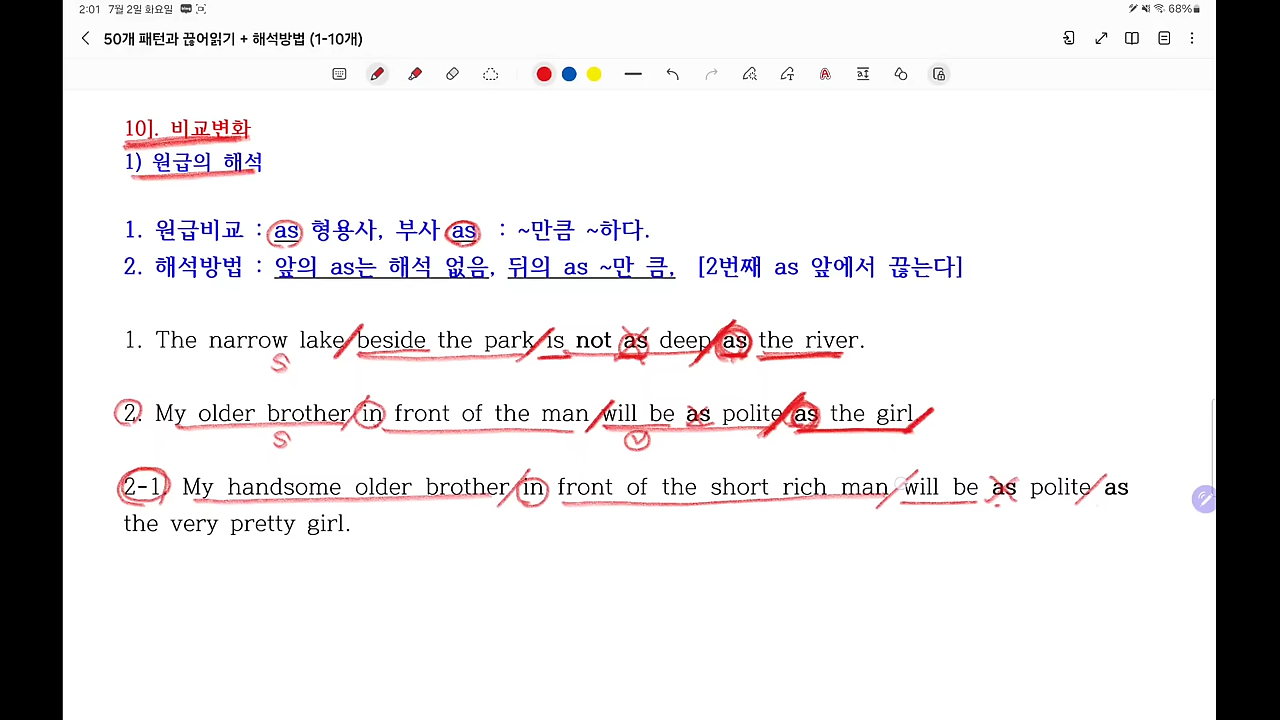 2:01 7월 2일 화요일
68%
50개 패턴과 끊어읽기 + 해석방법 (1-10개)
10]. 비교변화
1) 원급의 해석
1. 원급비교 : as 형용사, 부사 as : ~만큼 ~하다.
2. 해석방법 : 앞의 as는 해석 없음, 뒤의 as ~만 큼, [2번째 as 앞에서 끊는다]
1. The narrow lake beside the park is not as deep as the river.
S
2. My older brother in front of the man will be as polite as the girl.
S V
2-1. My handsome older brother in front of the short rich man will be as polite as
the very pretty girl.